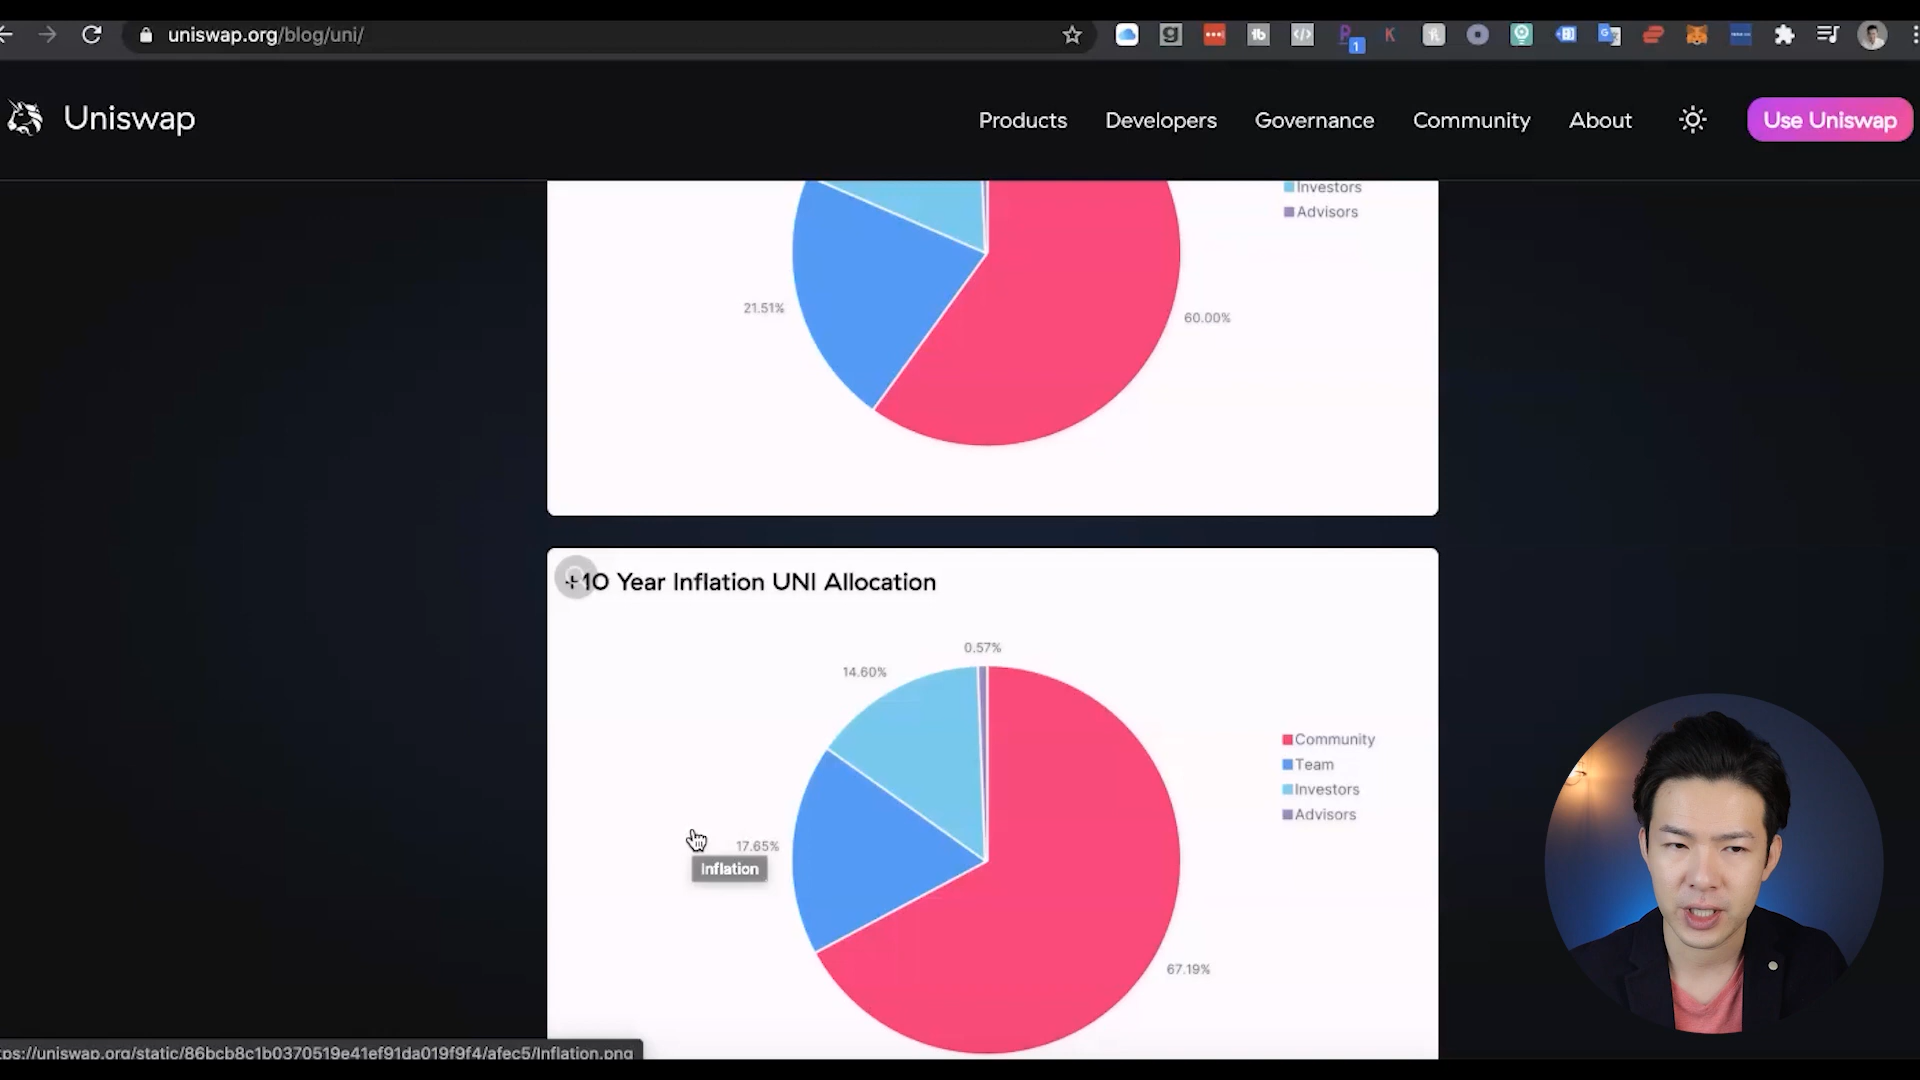 uniswap.org/blog/uni/
Uniswap
Products
Developers
Governance
Community
About
Use Uniswap
Investors
Advisors
21.51%
60.00%
+10 Year Inflation UNI Allocation
0.57%
14.60%
Community
Team
Investors
Advisors
17.65%
Inflation
67.19%
ps://uniswap.org/static/86bcb8c1b0370519e41ef91da019f9f4/afec5/Inflation.png